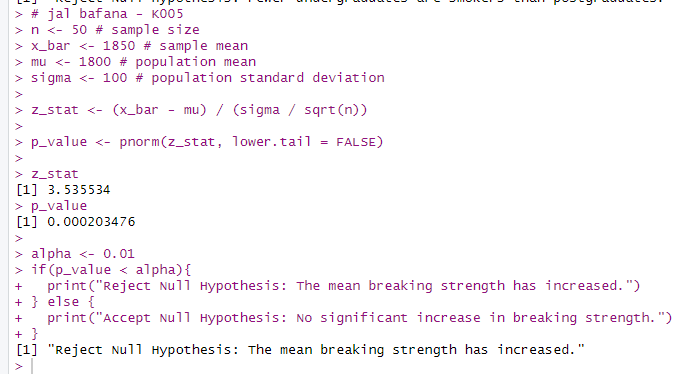 [1] "Reject Null Hypothesis: Fewer undergraduates are smokers than postgraduates."
> # jal bafana - K005
> n <- 50 # sample size
> x_bar <- 1850 # sample mean
> mu <- 1800 # population mean
> sigma <- 100 # population standard deviation
>
> z_stat <- (x_bar - mu) / (sigma / sqrt(n))
>
> p_value <- pnorm(z_stat, lower.tail = FALSE)
>
> z_stat
[1] 3.535534
> p_value
[1] 0.000203476
>
> alpha <- 0.01
> if(p_value < alpha){
+   print("Reject Null Hypothesis: The mean breaking strength has increased.")
+ } else {
+   print("Accept Null Hypothesis: No significant increase in breaking strength.")
+ }
[1] "Reject Null Hypothesis: The mean breaking strength has increased."
>